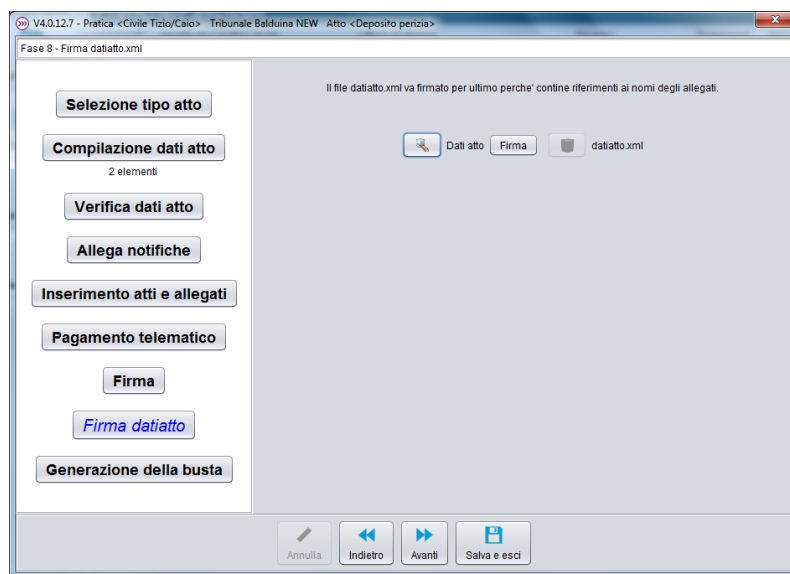 V4.0.12.7 - Pratica <Civile Tizio/Caio> Tribunale Balduina NEW Atto <Deposito perizia>
Fase 8 - Firma datiatto.xml
Selezione tipo atto
Compilazione dati atto
2 elementi
Verifica dati atto
Allega notifiche
Inserimento atti e allegati
Pagamento telematico
Firma
Firma datiatto
Generazione della busta
Il file datiatto.xml va firmato per ultimo perche' contine riferimenti ai nomi degli allegati.
Dati atto Firma datiatto.xml
Annulla Indietro Avanti Salva e esci